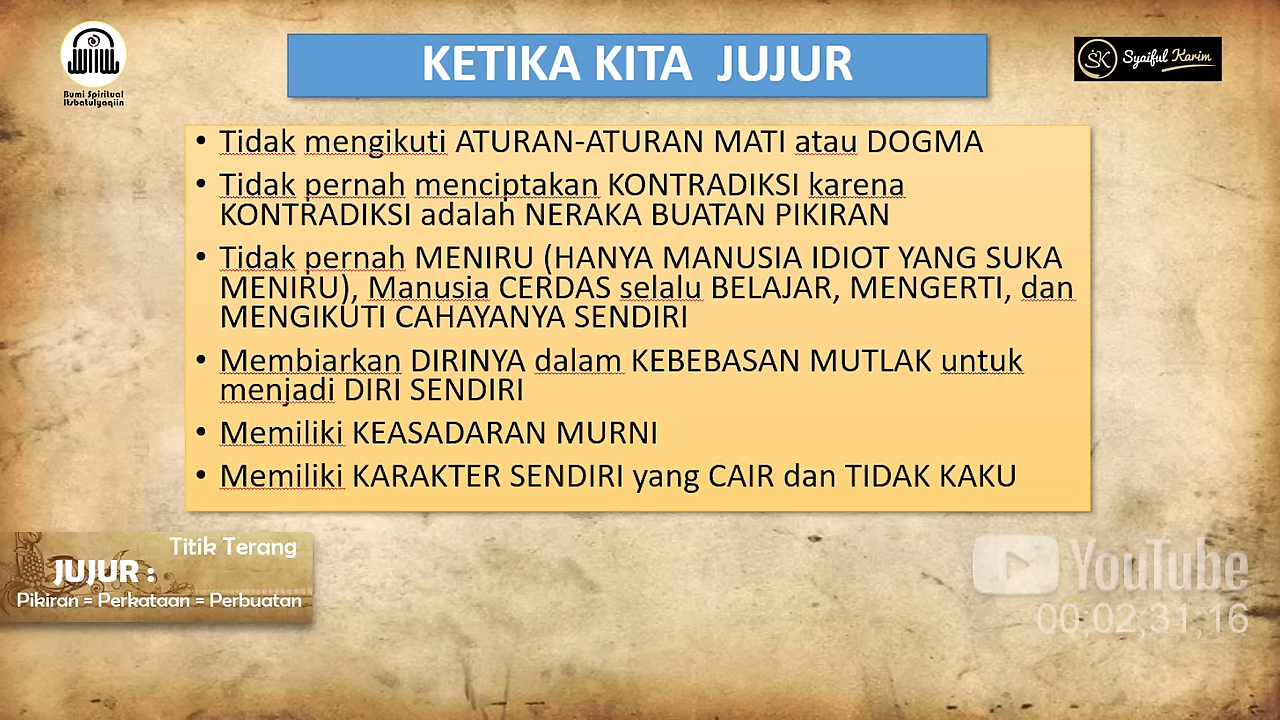 Bumi Spiritual
Itsbatulyaqiin
KETIKA KITA JUJUR
SK Syaiful Karim
• Tidak mengikuti ATURAN-ATURAN MATI atau DOGMA
• Tidak pernah menciptakan KONTRADIKSI karena
KONTRADIKSI adalah NERAKA BUATAN PIKIRAN
• Tidak pernah MENIRU (HANYA MANUSIA IDIOT YANG SUKA
MENIRU), Manusia CERDAS selalu BELAJAR, MENGERTI, dan
MENGIKUTI CAHAYANYA SENDIRI
• Membiarkan DIRINYA dalam KEBEBASAN MUTLAK untuk
menjadi DIRI SENDIRI
• Memiliki KEASADARAN MURNI
• Memiliki KARAKTER SENDIRI yang CAIR dan TIDAK KAKU
Titik Terang
JUJUR :
Pikiran = Perkataan = Perbuatan
YouTube
00;02;31;16